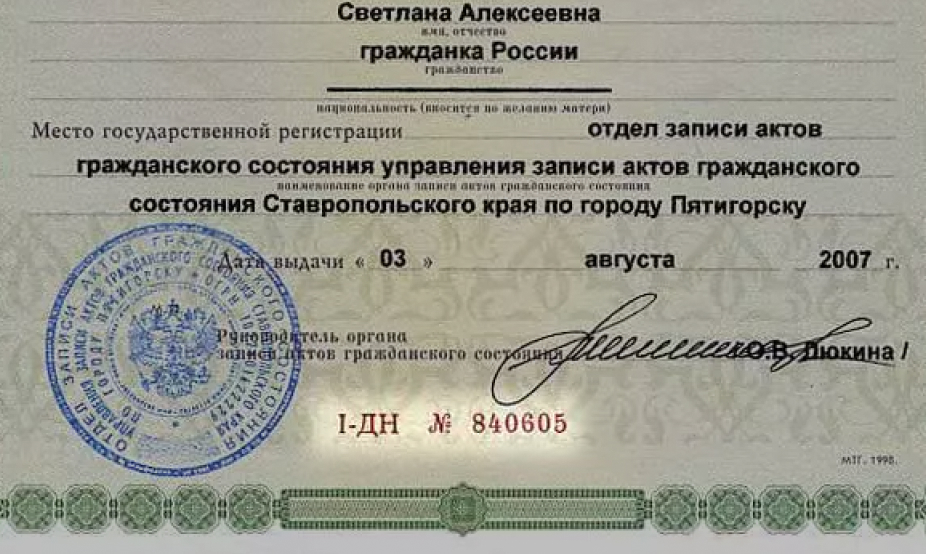 Светлана Алексеевна
имя, отчество
гражданка России
гражданство
национальность (вносится по желанию матери)
Место государственной регистрации отдел записи актов
гражданского состояния управления записи актов гражданского
наименование органа записи актов гражданского состояния
состояния Ставропольского края по городу Пятигорску
Дата выдачи « 03 » августа 2007 г.
Руководитель органа
записи актов гражданского состояния О.В. Люкина /
I-ДН № 840605
МТГ. 1998.
ОТДЕЛ ЗАПИСИ АКТОВ ГРАЖДАНСКОГО СОСТОЯНИЯ
УПРАВЛЕНИЯ ЗАПИСИ АКТОВ ГРАЖДАНСКОГО СОСТОЯНИЯ СТАВРОПОЛЬСКОГО КРАЯ
ПО ГОРОДУ ПЯТИГОРСКУ * ОГРН